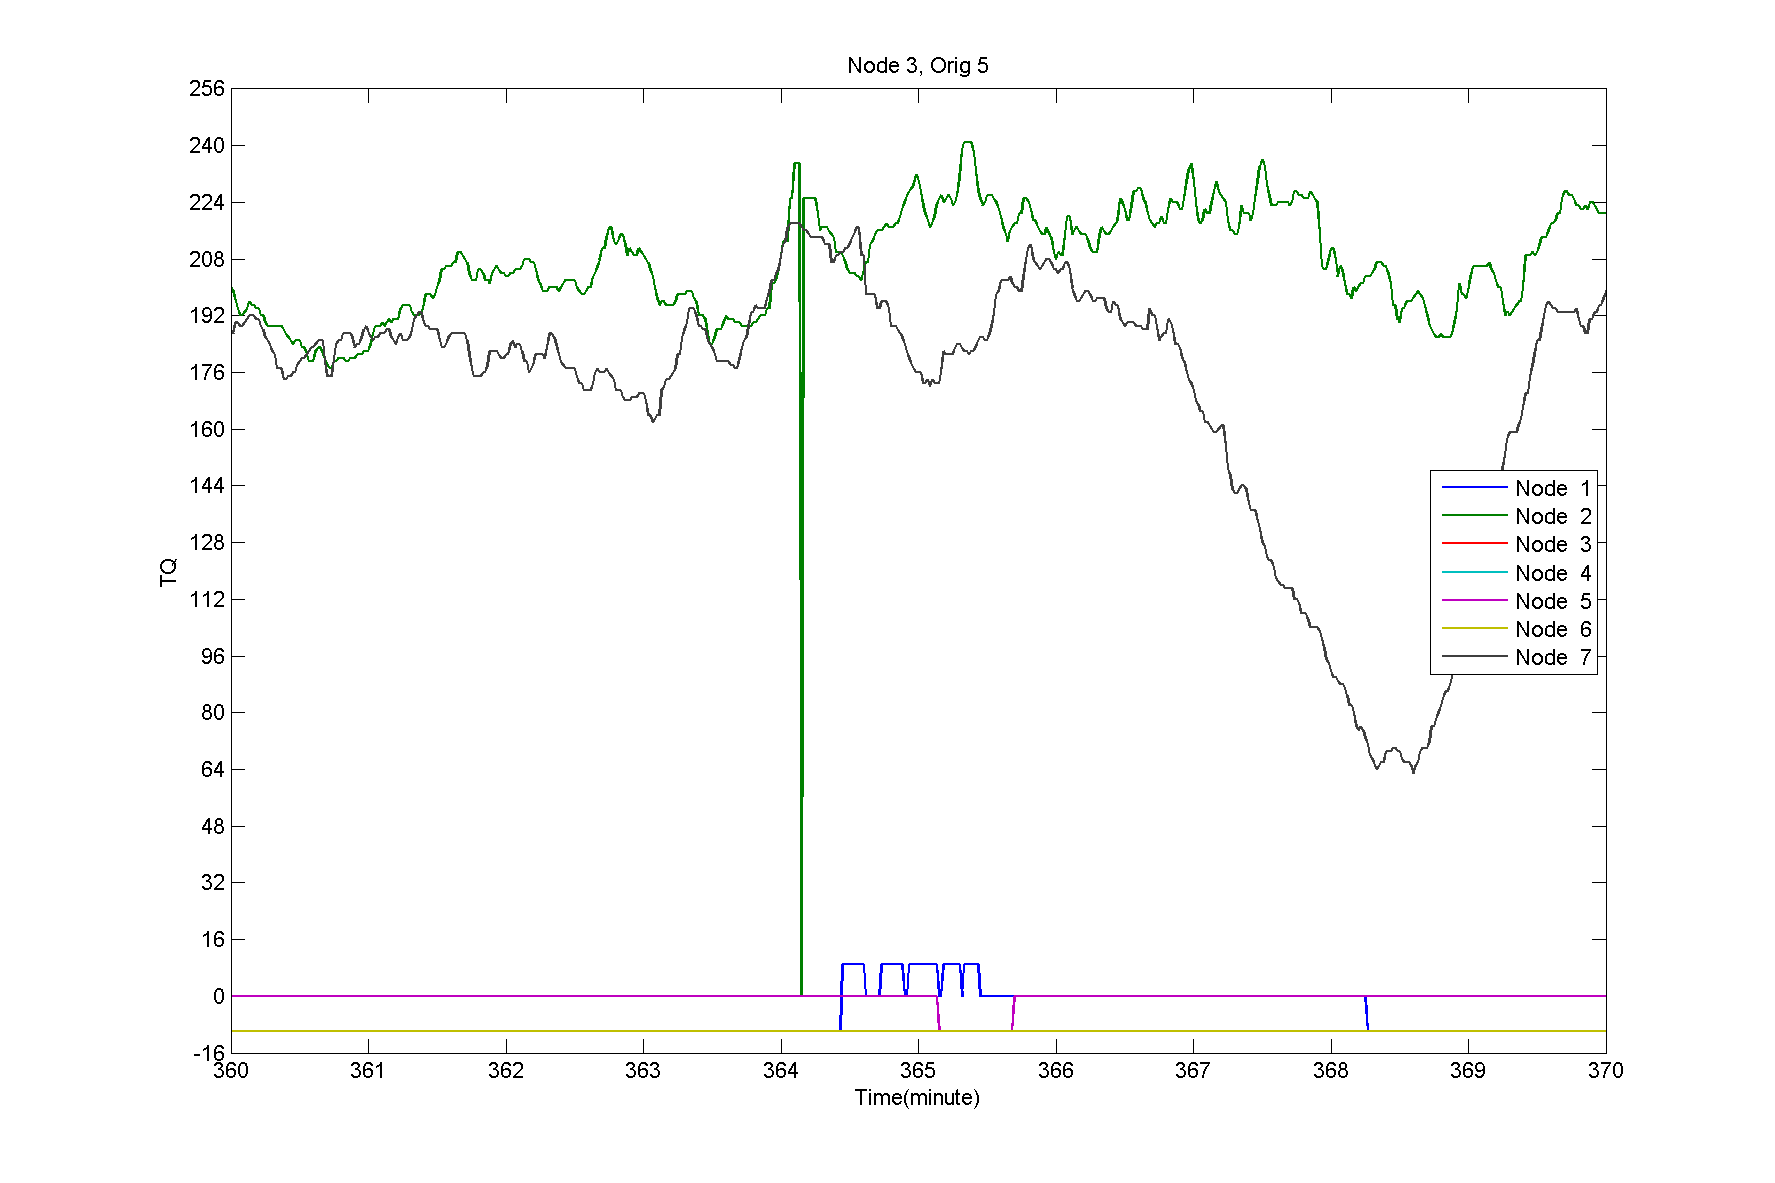 Node 3, Orig 5
256
240
224
208
192
176
160
144
128
112
96
80
64
48
32
16
0
-16
TQ
Node 1
Node 2
Node 3
Node 4
Node 5
Node 6
Node 7
360 361 362 363 364 365 366 367 368 369 370
Time(minute)